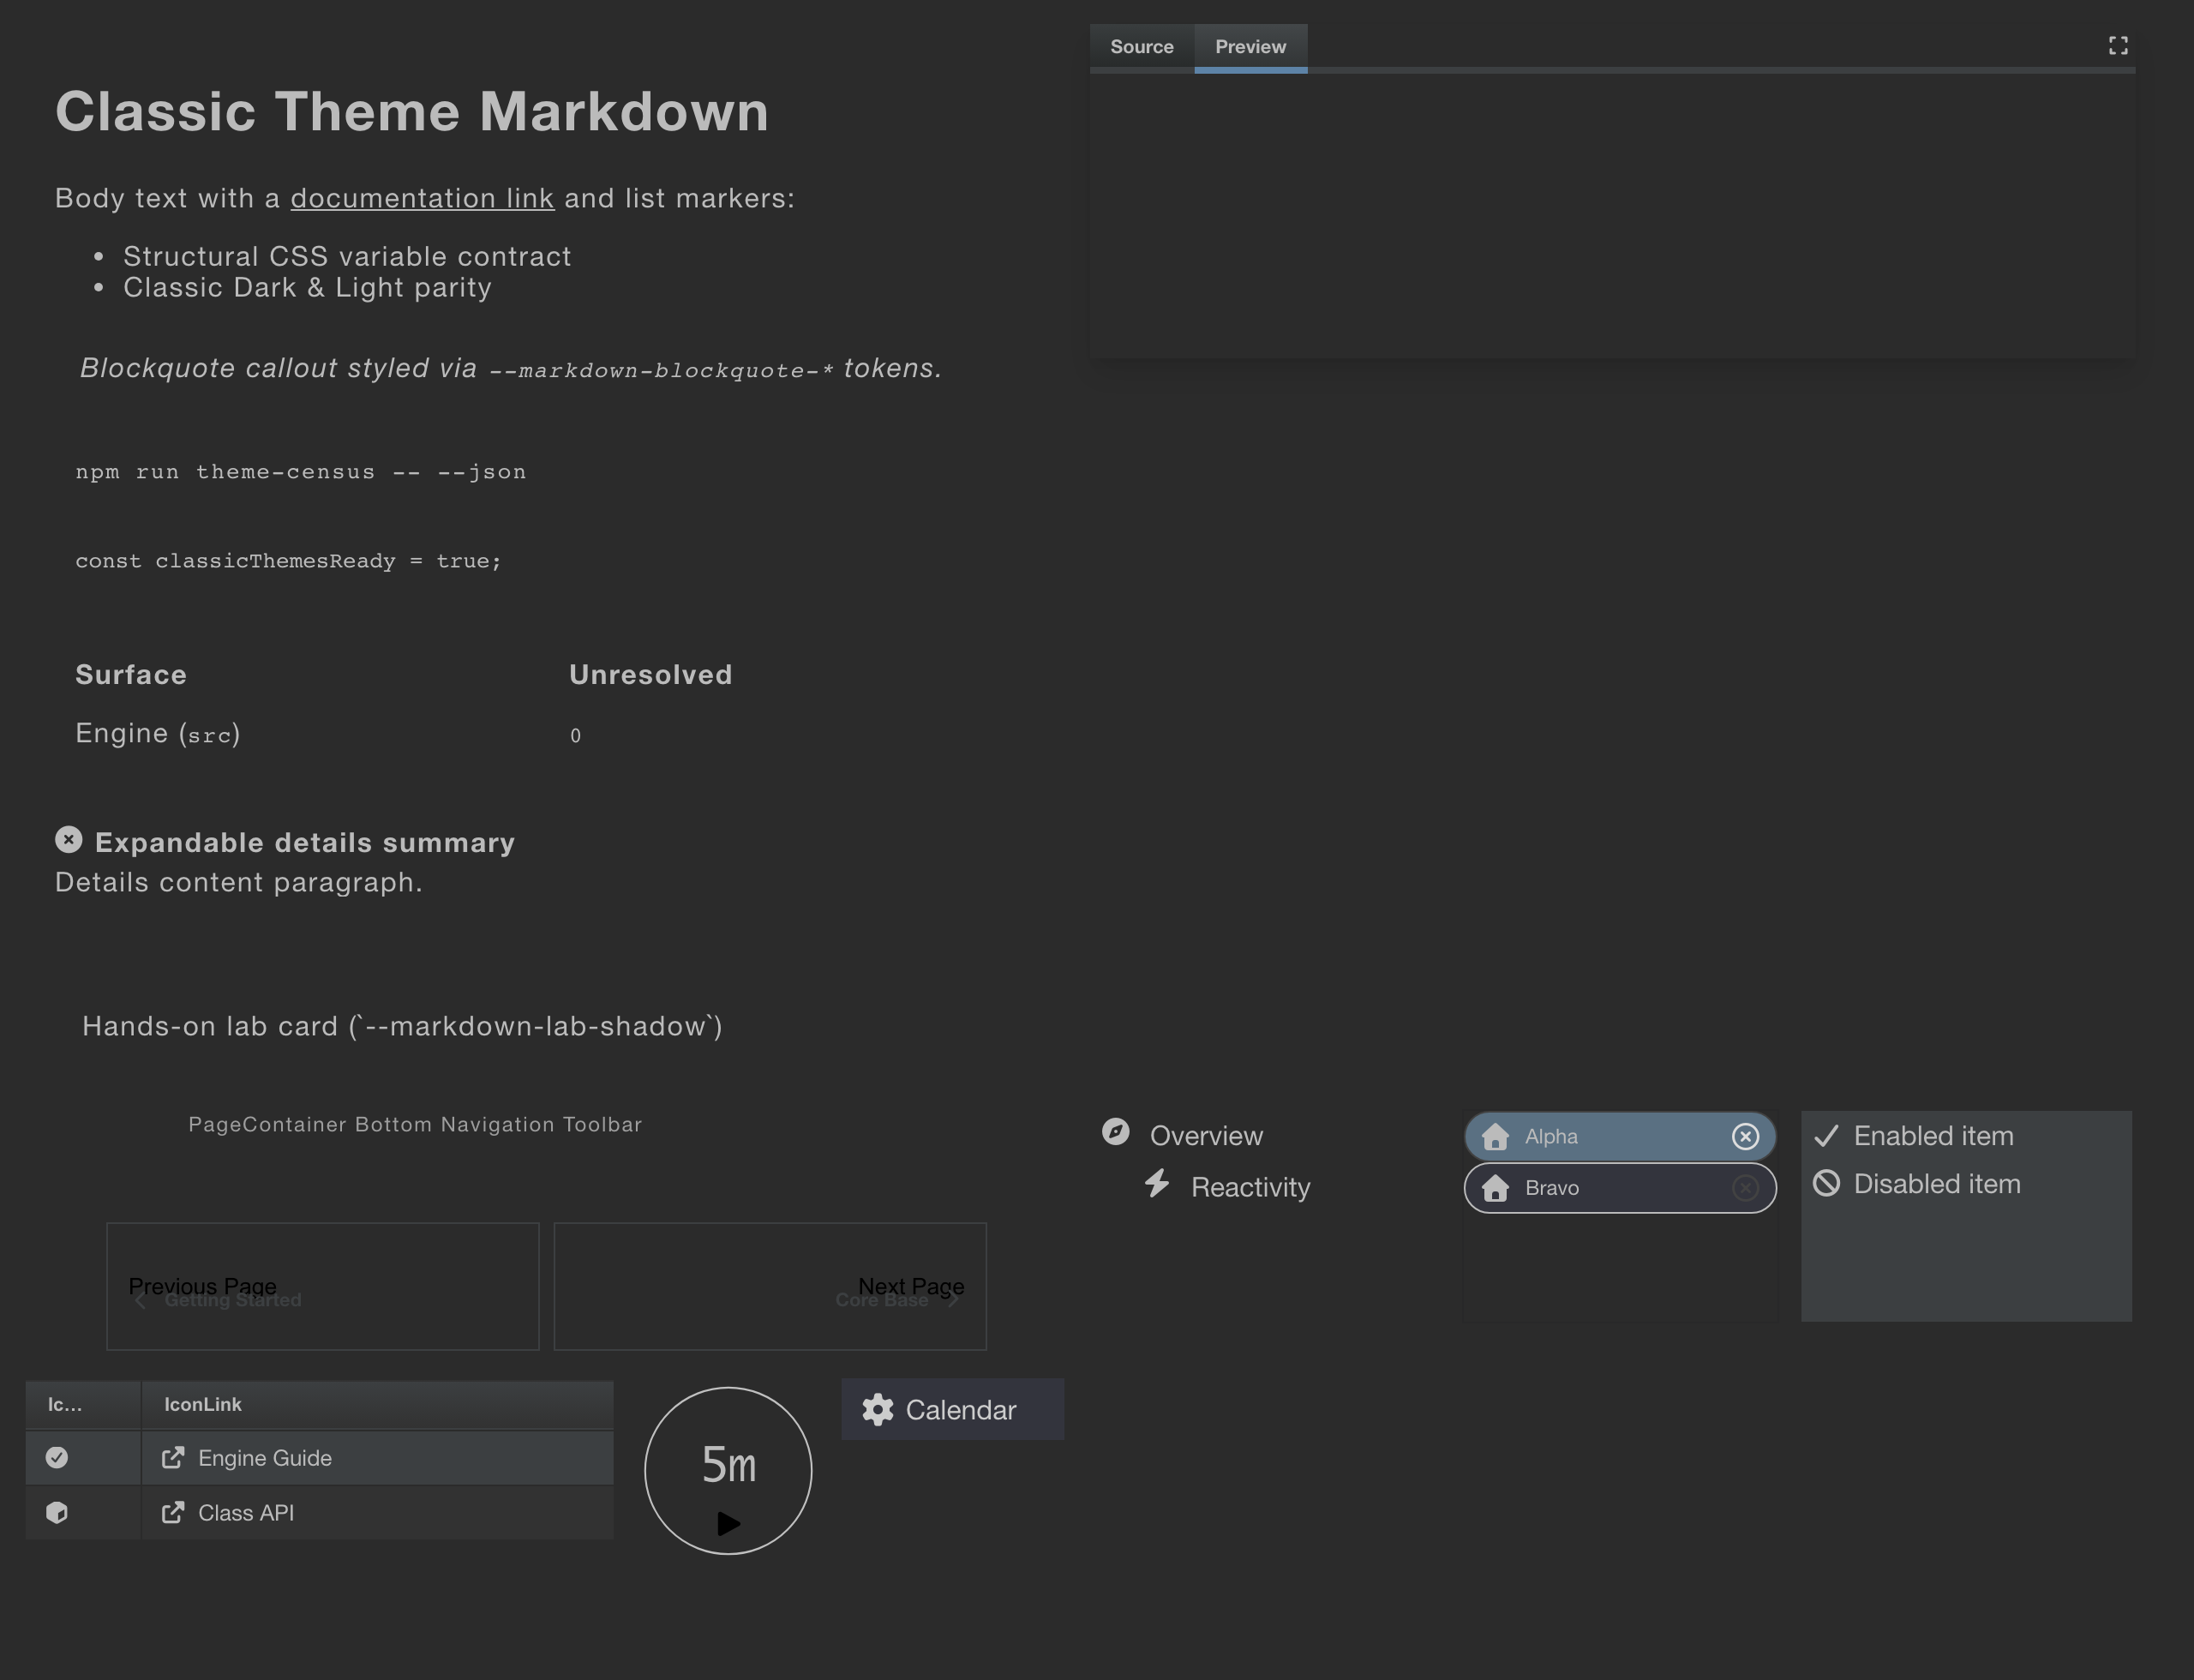 Source Preview
Classic Theme Markdown
Body text with a documentation link and list markers:
• Structural CSS variable contract
• Classic Dark & Light parity
Blockquote callout styled via --markdown-blockquote-* tokens.
npm run theme-census -- --json
const classicThemesReady = true;
Surface Unresolved
Engine (src) 0
Expandable details summary
Details content paragraph.
Hands-on lab card (`--markdown-lab-shadow`)
PageContainer Bottom Navigation Toolbar
Previous Page
Getting Started
Next Page
Core Base
Overview
Reactivity
Alpha
Bravo
Enabled item
Disabled item
Ic... IconLink
Engine Guide
Class API
5m
Calendar